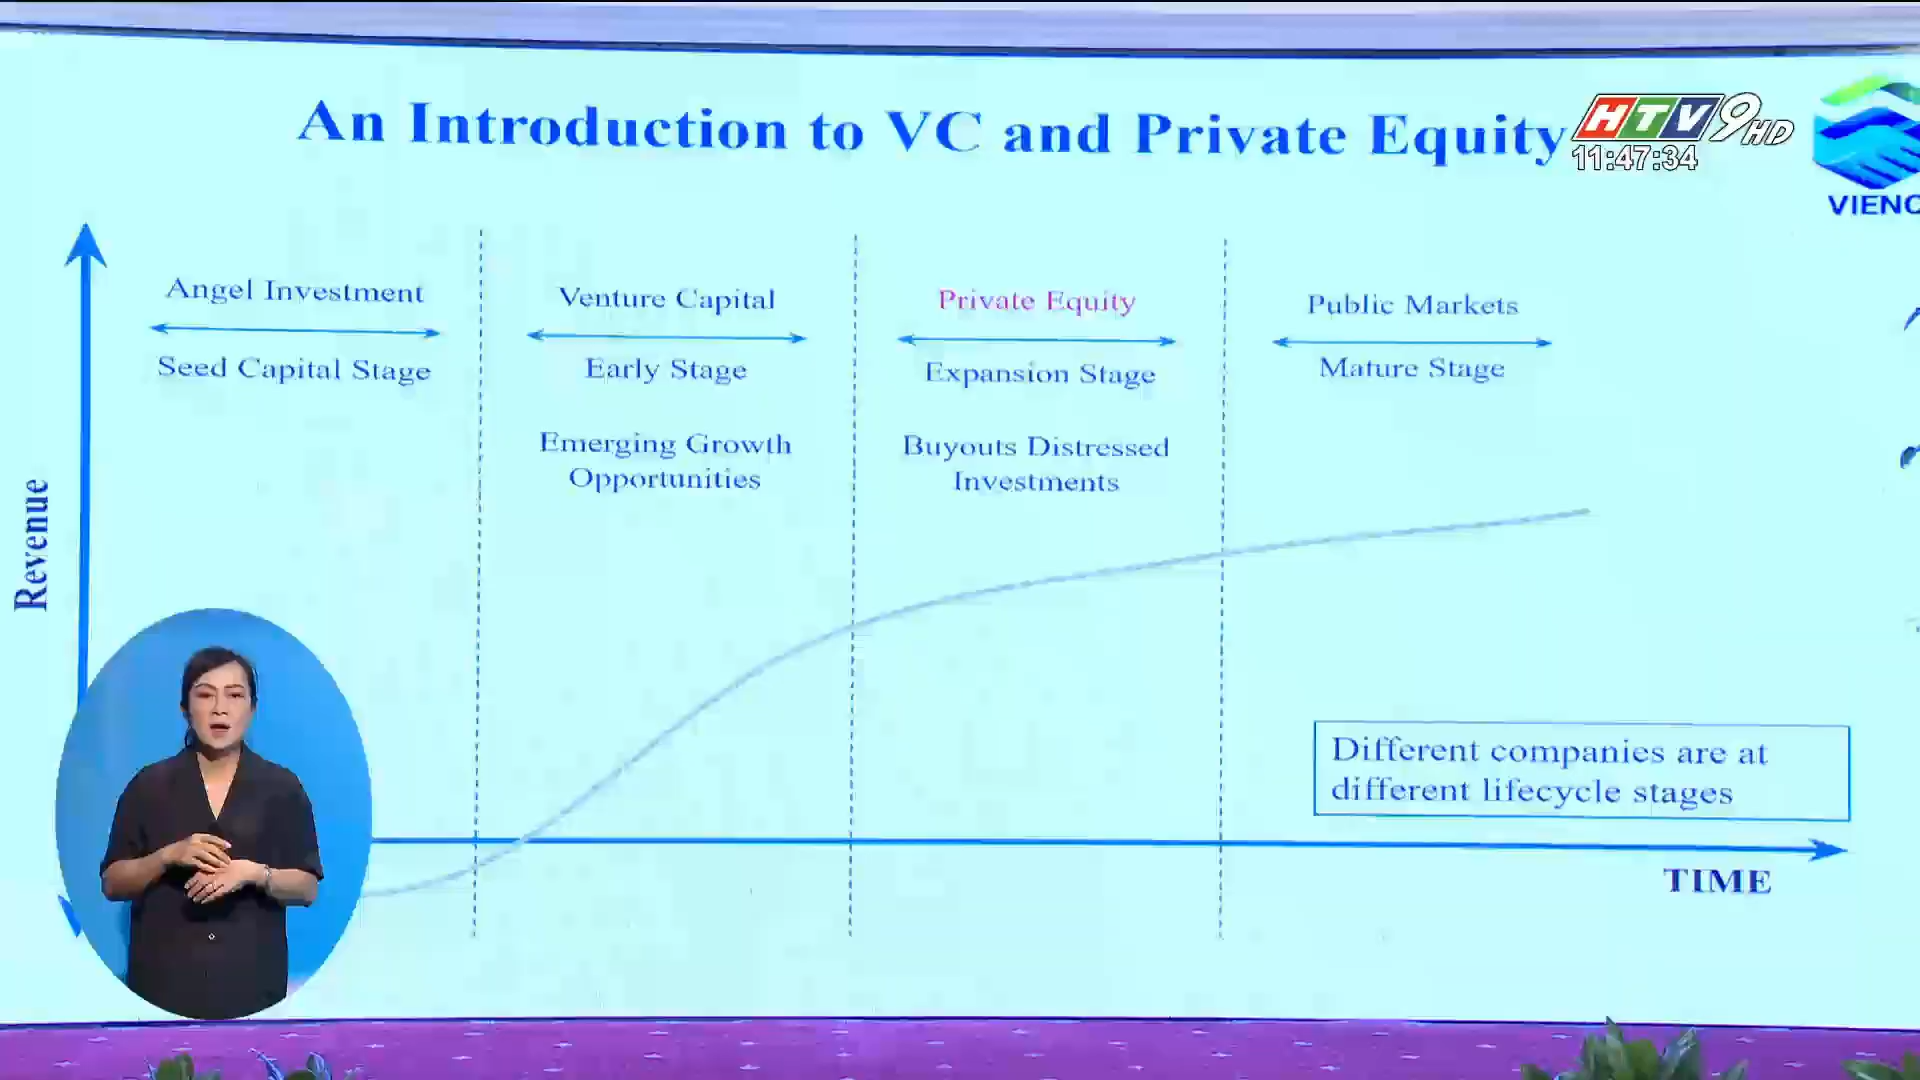 An Introduction to VC and Private Equity
HTV9HD
11:47:34
Angel Investment
Seed Capital Stage
Venture Capital
Early Stage
Emerging Growth
Opportunities
Private Equity
Expansion Stage
Buyouts Distressed
Investments
Public Markets
Mature Stage
Revenue
Different companies are at
different lifecycle stages
TIME